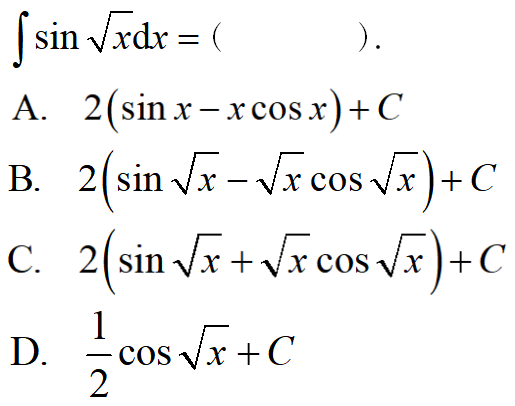 ∫ sin √x dx = (   ).
A. 2(sin x − x cos x) + C
B. 2(sin √x − √x cos √x) + C
C. 2(sin √x + √x cos √x) + C
D. 1/2 cos √x + C